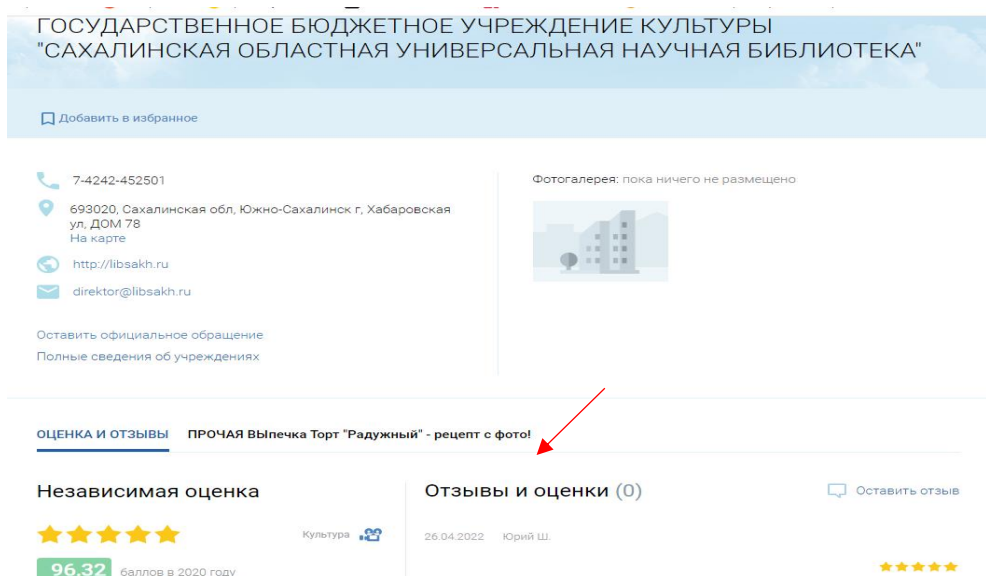 ГОСУДАРСТВЕННОЕ БЮДЖЕТНОЕ УЧРЕЖДЕНИЕ КУЛЬТУРЫ
"САХАЛИНСКАЯ ОБЛАСТНАЯ УНИВЕРСАЛЬНАЯ НАУЧНАЯ БИБЛИОТЕКА"
Добавить в избранное
7-4242-452501
693020, Сахалинская обл, Южно-Сахалинск г, Хабаровская
ул, ДОМ 78
На карте
http://libsakh.ru
direktor@libsakh.ru
Оставить официальное обращение
Полные сведения об учреждениях
Фотогалерея: пока ничего не размещено
ОЦЕНКА И ОТЗЫВЫ ПРОЧАЯ ВЫпечка Торт "Радужный" - рецепт с фото!
Независимая оценка
Культура
96.32 баллов в 2020 году
Отзывы и оценки (0)
Оставить отзыв
26.04.2022 Юрий Ш.